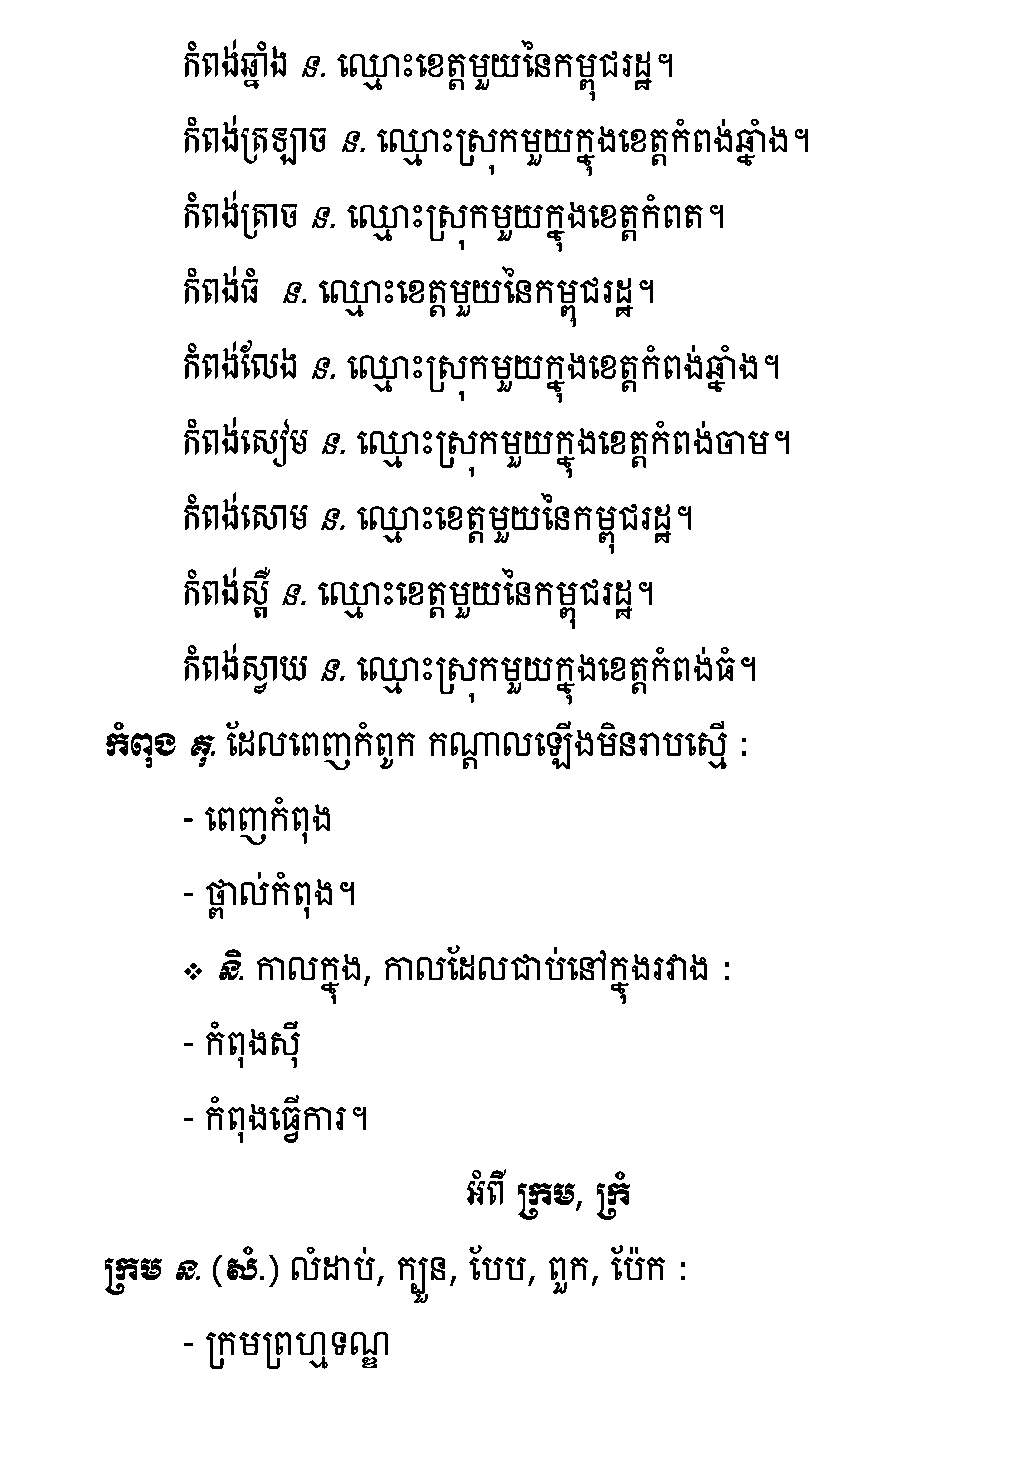 កំពង់ឆ្នាំង ន. ឈ្មោះខេត្តមួយនៃកម្ពុជរដ្ឋ។
កំពង់ត្រឡាច ន. ឈ្មោះស្រុកមួយក្នុងខេត្តកំពង់ឆ្នាំង។
កំពង់ត្រាច ន. ឈ្មោះស្រុកមួយក្នុងខេត្តកំពត។
កំពង់ធំ ន. ឈ្មោះខេត្តមួយនៃកម្ពុជរដ្ឋ។
កំពង់លែង ន. ឈ្មោះស្រុកមួយក្នុងខេត្តកំពង់ឆ្នាំង។
កំពង់សៀម ន. ឈ្មោះស្រុកមួយក្នុងខេត្តកំពង់ចាម។
កំពង់សោម ន. ឈ្មោះខេត្តមួយនៃកម្ពុជរដ្ឋ។
កំពង់ស្ពឺ ន. ឈ្មោះខេត្តមួយនៃកម្ពុជរដ្ឋ។
កំពង់ស្វាយ ន. ឈ្មោះស្រុកមួយក្នុងខេត្តកំពង់ធំ។
កំពុង គុ. ដែលពេញកំពូក កណ្ដាលឡើងមិនរាបស្មើ :
- ពេញកំពុង
- ថ្ពាល់កំពុង។
❖ និ. កាលក្នុង, កាលដែលជាប់នៅក្នុងរវាង :
- កំពុងស៊ី
- កំពុងធ្វើការ។
អំពី ក្រម, ក្រំ
ក្រម ន. (សំ.) លំដាប់, ក្បួន, បែប, ពួក, ប៉ែក :
- ក្រមព្រហ្មទណ្ឌ